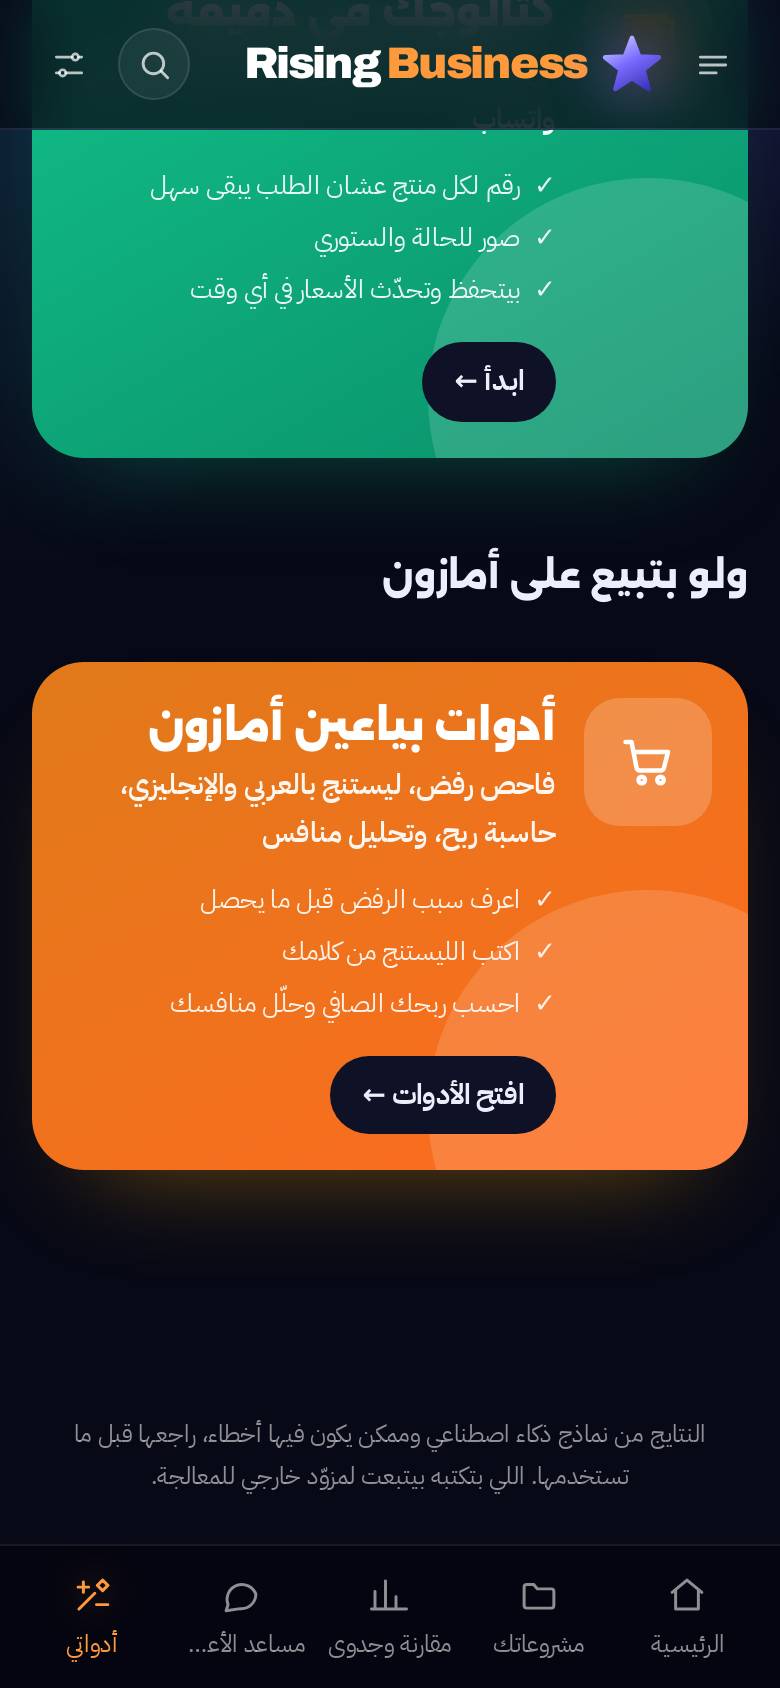 Rising Business
واتساب
✓ رقم لكل منتج عشان الطلب يبقى سهل
✓ صور للحالة والستوري
✓ بيتحفظ وتحدّث الأسعار في أي وقت
ابدأ ←
ولو بتبيع على أمازون
أدوات بياعين أمازون
فاحص رفض، ليستنج بالعربي والإنجليزي،
حاسبة ربح، وتحليل منافس
✓ اعرف سبب الرفض قبل ما يحصل
✓ اكتب الليستنج من كلامك
✓ احسب ربحك الصافي وحلّل منافسك
افتح الأدوات ←
النتايج من نماذج ذكاء اصطناعي وممكن يكون فيها أخطاء، راجعها قبل ما
تستخدمها. اللي بتكتبه بيتبعت لمزوّد خارجي للمعالجة.
الرئيسية
مشروعاتك
مقارنة وجدوى
مساعد الأع...
أدواتي